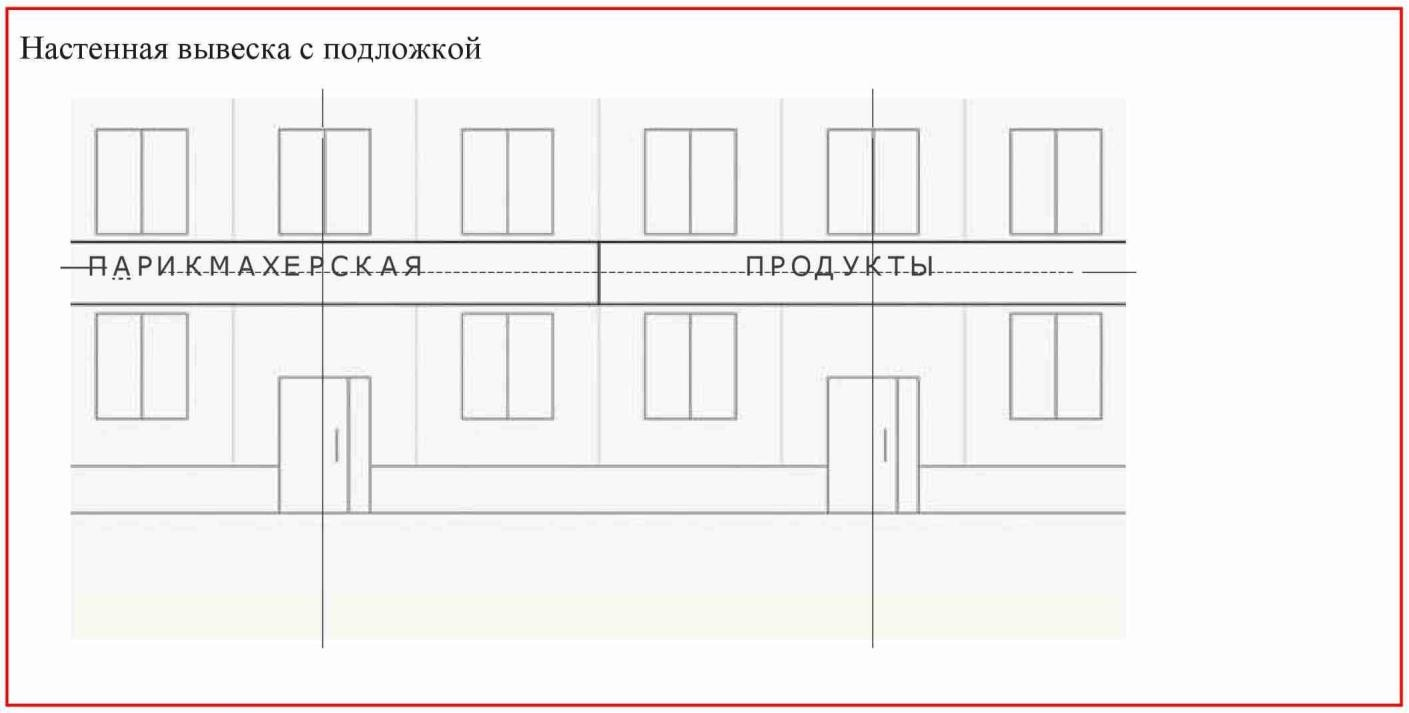 Настенная вывеска с подложкой
ПАРИКМАХЕРСКАЯ ПРОДУКТЫ